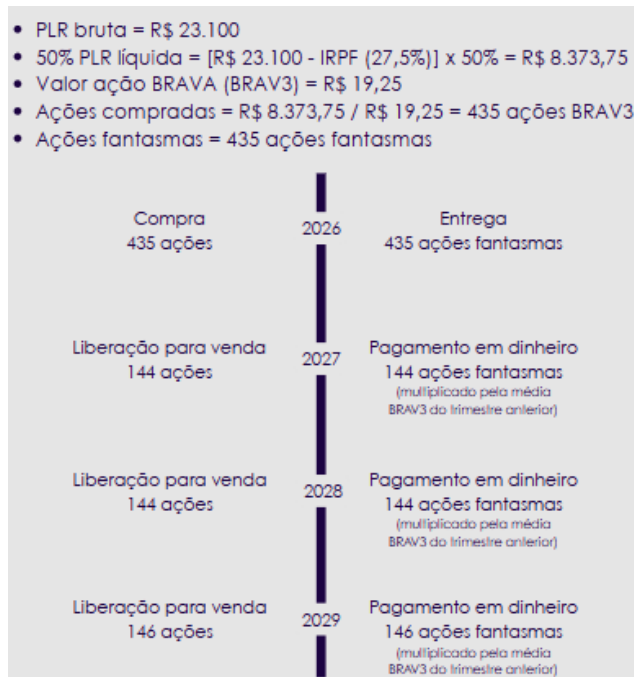 • PLR bruta = R$ 23.100
• 50% PLR líquida = [R$ 23.100 - IRPF (27,5%)] x 50% = R$ 8.373,75
• Valor ação BRAVA (BRAV3) = R$ 19,25
• Ações compradas = R$ 8.373,75 / R$ 19,25 = 435 ações BRAV3
• Ações fantasmas = 435 ações fantasmas
Compra
435 ações
2026
Entrega
435 ações fantasmas
Liberação para venda
144 ações
2027
Pagamento em dinheiro
144 ações fantasmas
(multiplicado pela média
BRAV3 do trimestre anterior)
Liberação para venda
144 ações
2028
Pagamento em dinheiro
144 ações fantasmas
(multiplicado pela média
BRAV3 do trimestre anterior)
Liberação para venda
146 ações
2029
Pagamento em dinheiro
146 ações fantasmas
(multiplicado pela média
BRAV3 do trimestre anterior)